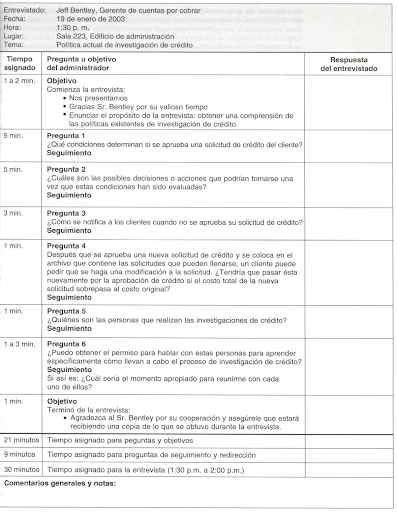 Entrevistado: Jeff Bentley, Gerente de cuentas por cobrar
Fecha: 19 de enero de 2003
Hora: 1:30 p. m.
Lugar: Sala 223, Edificio de administración
Tema: Política actual de investigación de crédito
Tiempo asignado
Pregunta u objetivo del administrador
Respuesta del entrevistado
1 a 2 min.
Objetivo
Comienza la entrevista:
• Nos presentamos
• Gracias Sr. Bentley por su valioso tiempo
• Enunciar el propósito de la entrevista: obtener una comprensión de
las políticas existentes de investigación de crédito.
5 min.
Pregunta 1
¿Qué condiciones determinan si se aprueba una solicitud de crédito del cliente?
Seguimiento
5 min.
Pregunta 2
¿Cuáles son las posibles decisiones o acciones que podrían tomarse una
vez que estas condiciones han sido evaluadas?
Seguimiento
3 min.
Pregunta 3
¿Cómo se notifica a los clientes cuando no se aprueba su solicitud de crédito?
Seguimiento
1 min.
Pregunta 4
Después que se aprueba una nueva solicitud de crédito y se coloca en el
archivo que contiene las solicitudes que pueden llenarse, un cliente puede
pedir que se haga una modificación a la solicitud. ¿Tendría que pasar ésta
nuevamente por la aprobación de crédito si el costo total de la nueva
solicitud sobrepasa al costo original?
Seguimiento
1 min.
Pregunta 5
¿Quiénes son las personas que realizan las investigaciones de crédito?
Seguimiento
1 a 3 min.
Pregunta 6
¿Puedo obtener el permiso para hablar con estas personas para aprender
específicamente cómo llevan a cabo el proceso de investigación de crédito?
Seguimiento
Si así es: ¿Cuál sería el momento apropiado para reunirme con cada
uno de ellos?
1 min.
Objetivo
Termino de la entrevista:
• Agradezca al Sr. Bentley por su cooperación y asegúrele que estará
recibiendo una copia de lo que se obtuvo durante la entrevista.
21 minutos Tiempo asignado para peguntas y objetivos
9 minutos Tiempo asignado para preguntas de seguimiento y redirección
30 minutos Tiempo asignado para la entrevista (1:30 p.m. a 2:00 p.m.)
Comentarios generales y notas: